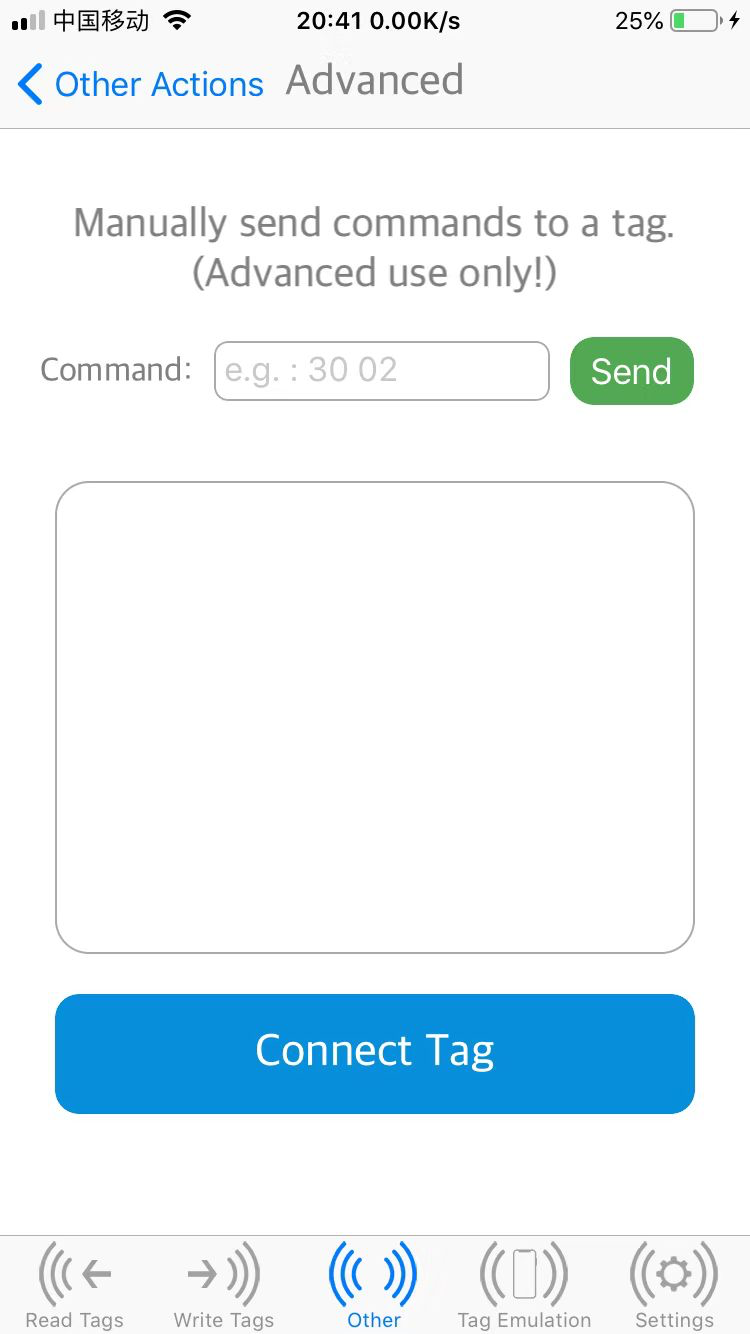 中国移动 20:41 0.00K/s 25%
Other Actions Advanced
Manually send commands to a tag.
(Advanced use only!)
Command: e.g. : 30 02 Send
Connect Tag
Read Tags Write Tags Other Tag Emulation Settings